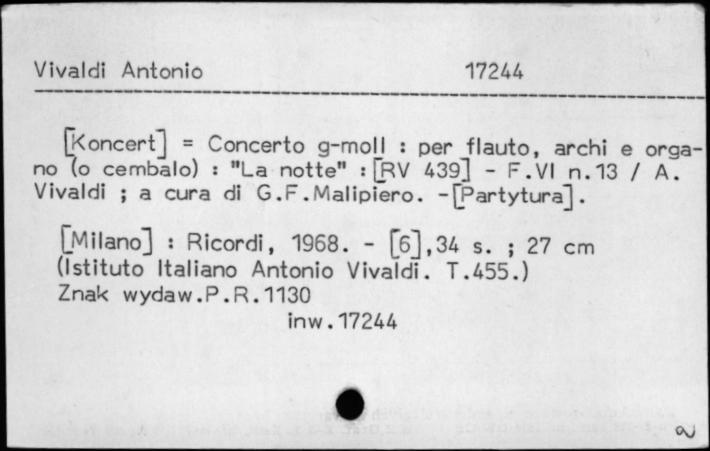 Vivaldi Antonio 17244
[Koncert] = Concerto g-moll : per flauto, archi e orga-
no (o cembalo) : "La notte" : [RV 439] - F.VI n.13 / A.
Vivaldi ; a cura di G.F.Malipiero. -[Partytura].
[Milano] : Ricordi, 1968. - [6],34 s. ; 27 cm
(Istituto Italiano Antonio Vivaldi. T.455.)
Znak wydaw.P.R.1130
inw.17244